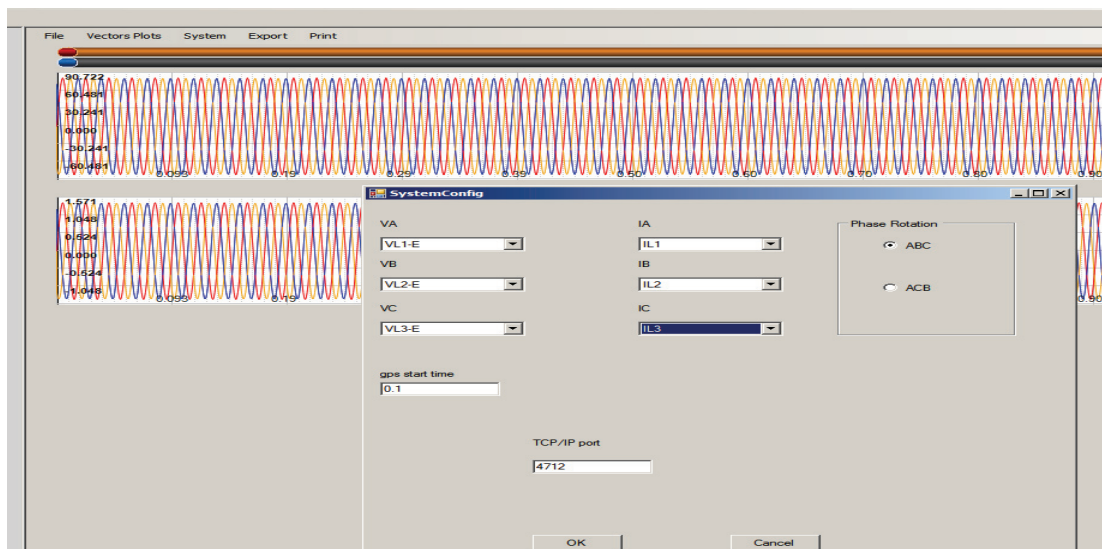 File Vectors Plots System Export Print
90.722
60.481
30.241
0.000
-30.241
-60.481
0.093 0.19 0.29 0.39 0.50 0.60 0.70 0.80 0.90
1.571
1.048
0.524
0.000
-0.524
-1.048
0.093 0.19 0.90
SystemConfig
VA IA Phase Rotation
VL1-E IL1 ABC
VB IB
VL2-E IL2 ACB
VC IC
VL3-E IL3
gps start time
0.1
TCP/IP port
4712
OK Cancel